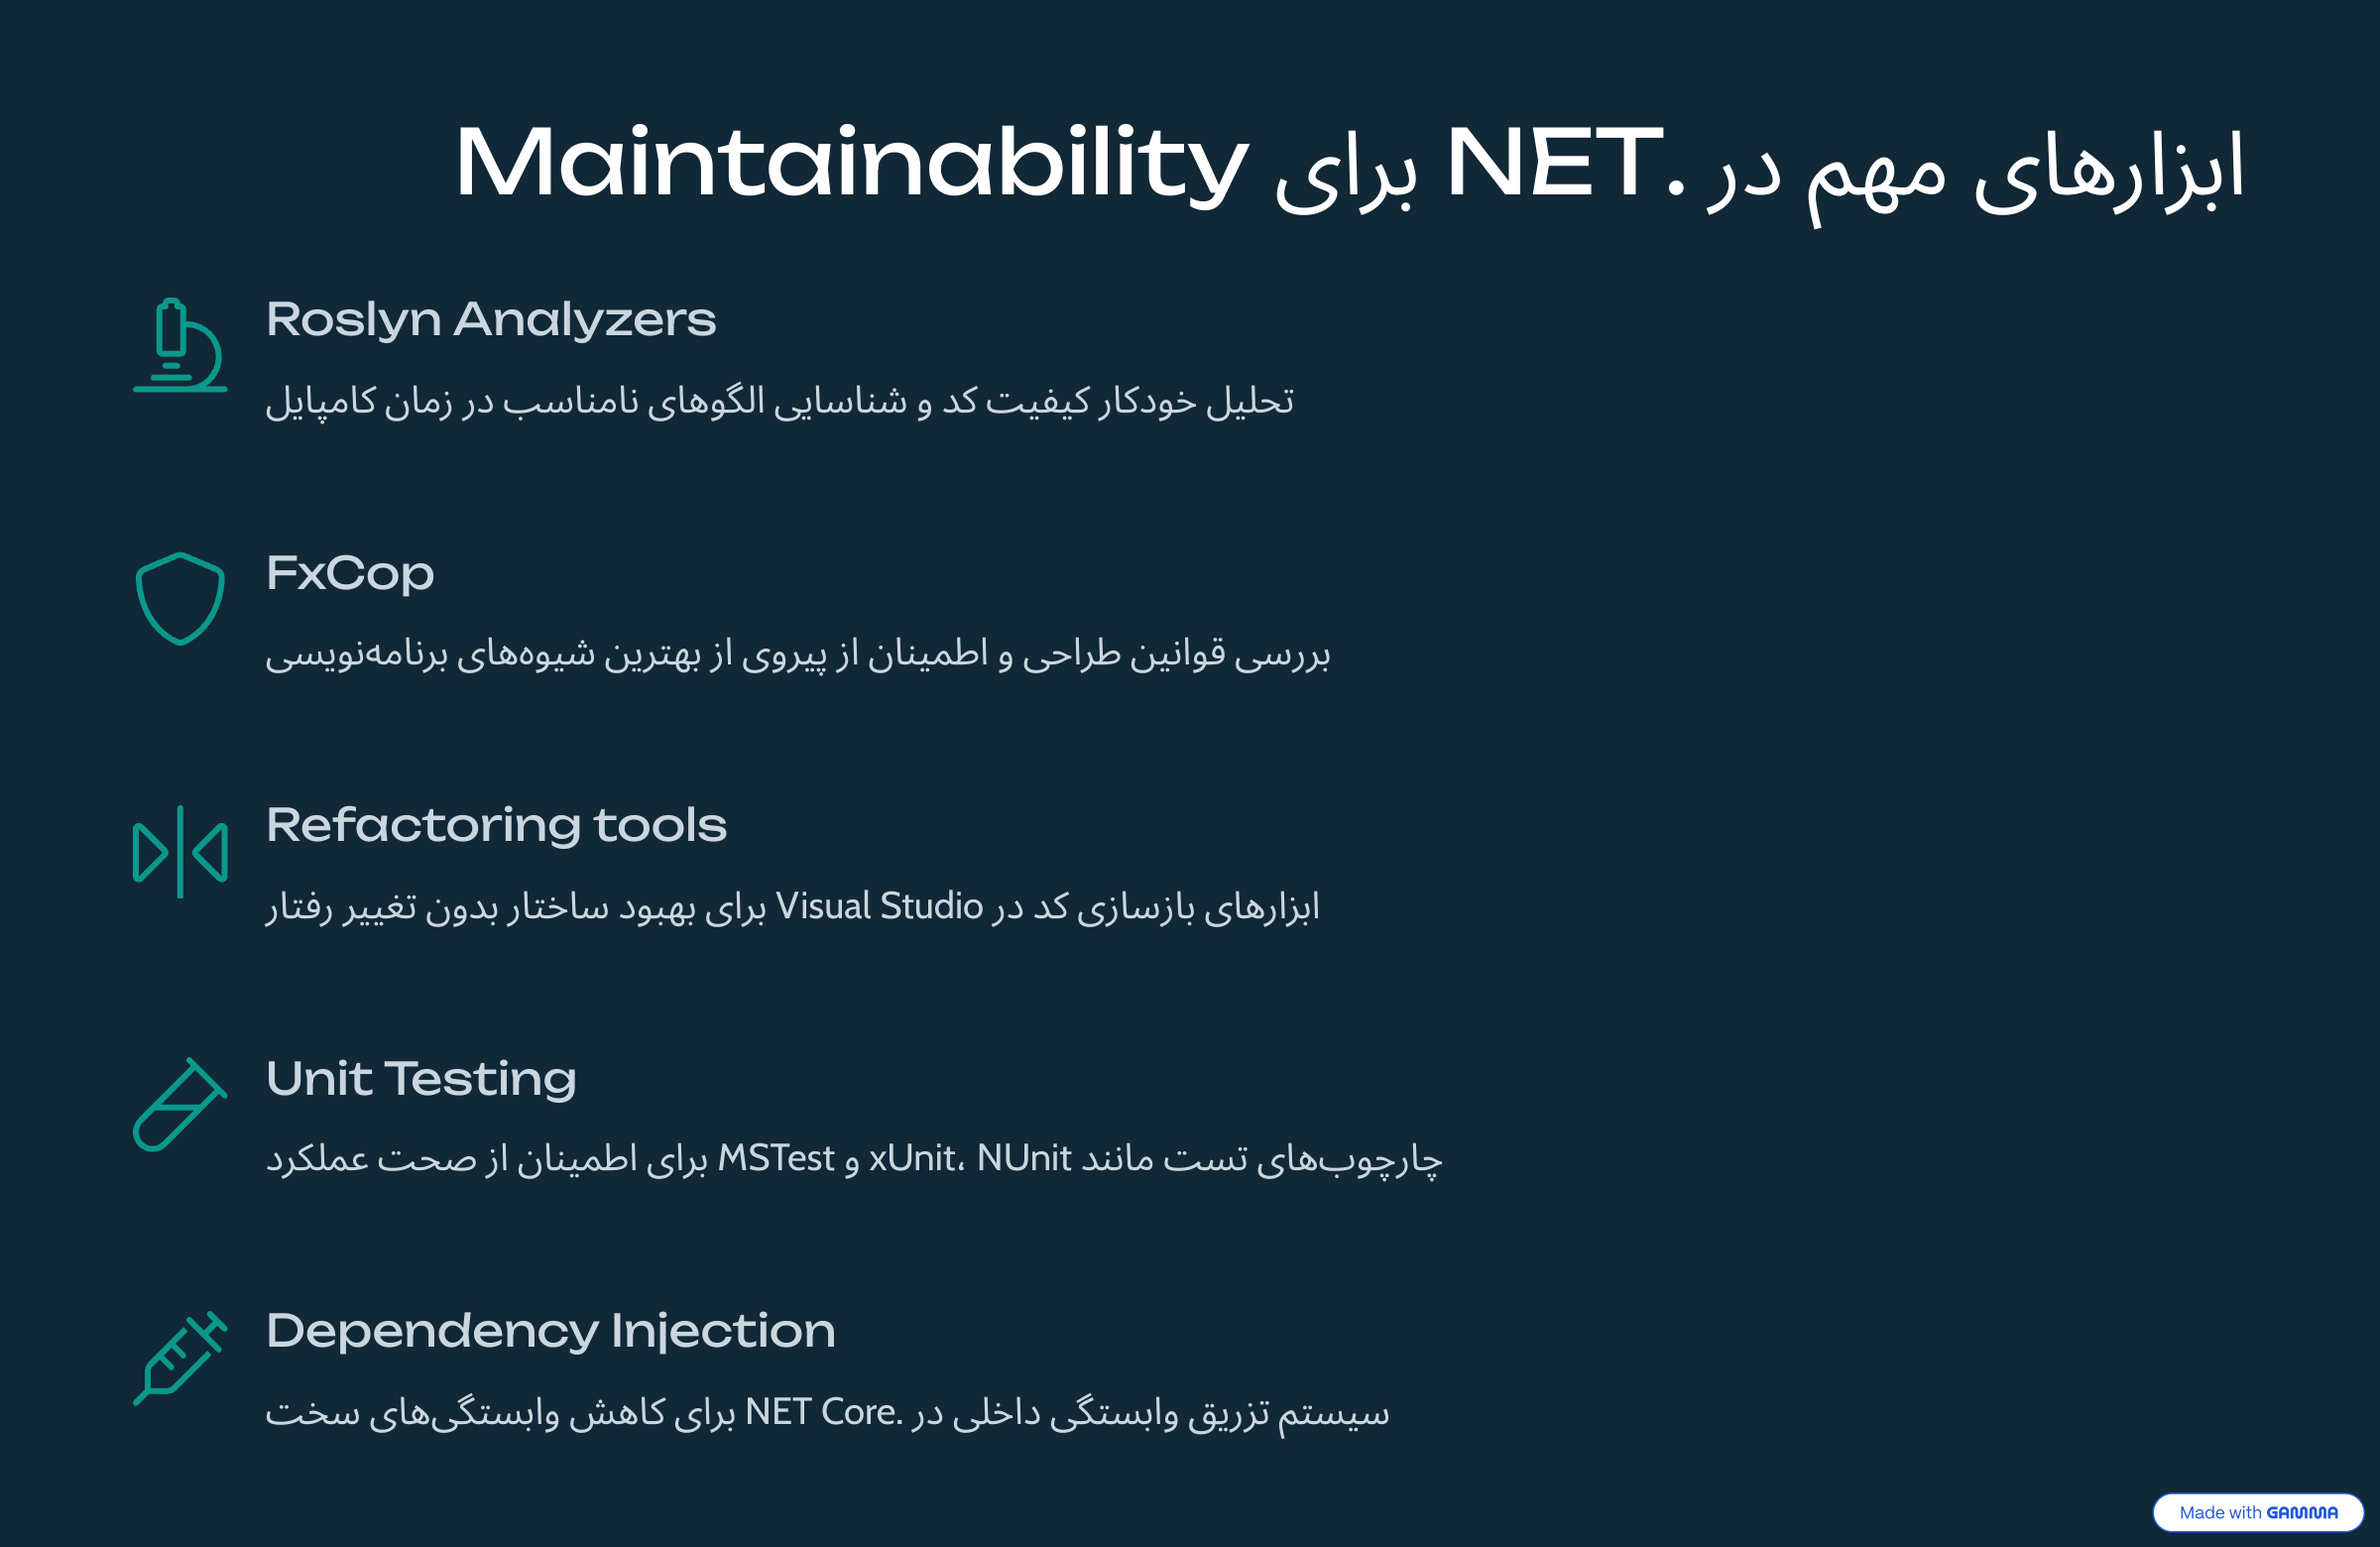 ابزارهای مهم در .NET برای Maintainability
Roslyn Analyzers
تحلیل خودکار کیفیت کد و شناسایی الگوهای نامناسب در زمان کامپایل
FxCop
بررسی قوانین طراحی و اطمینان از پیروی از بهترین شیوه‌های برنامه‌نویسی
Refactoring tools
ابزارهای بازسازی کد در Visual Studio برای بهبود ساختار بدون تغییر رفتار
Unit Testing
چارچوب‌های تست مانند xUnit، NUnit و MSTest برای اطمینان از صحت عملکرد
Dependency Injection
سیستم تزریق وابستگی داخلی در .NET Core برای کاهش وابستگی‌های سخت
Made with GAMMA